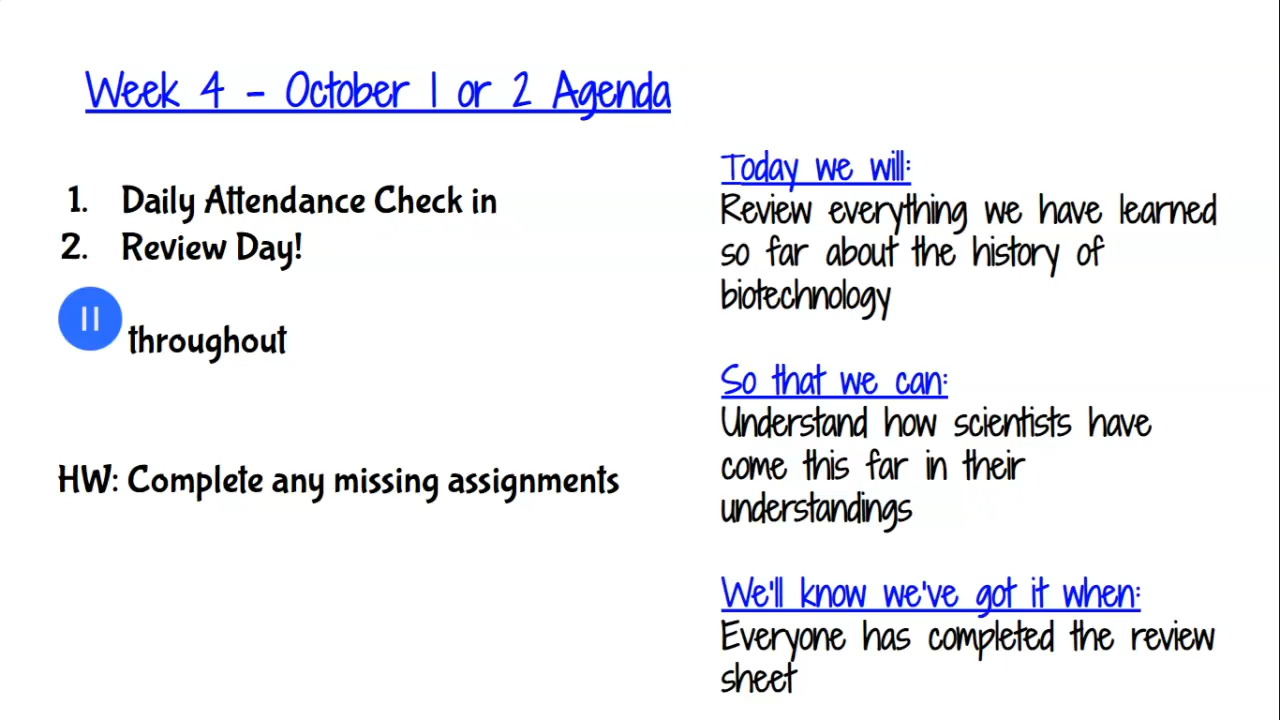 Week 4 - October 1 or 2 Agenda
1. Daily Attendance Check in
2. Review Day!
throughout
HW: Complete any missing assignments
Today we will:
Review everything we have learned
so far about the history of
biotechnology
So that we can:
Understand how scientists have
come this far in their
understandings
We'll know we've got it when:
Everyone has completed the review
sheet